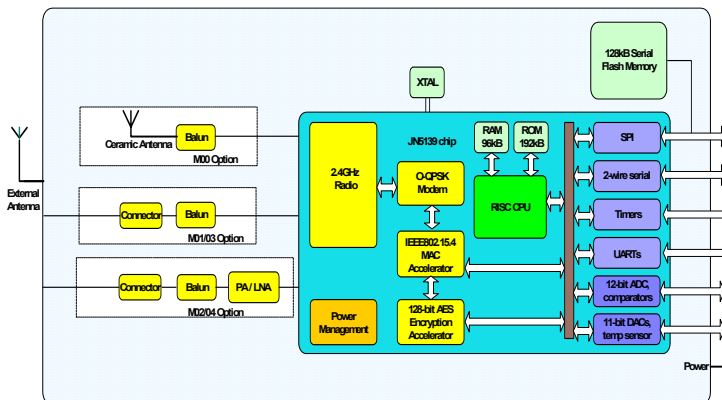 128kB Serial
Flash Memory
XTAL
JN5139 chip
RAM
96kB
ROM
192kB
SPI
Ceramic Antenna
Balun
M00 Option
2.4GHz
Radio
O-QPSK
Modem
RISC CPU
2-wire serial
External
Antenna
Connector
Balun
M01/03 Option
Timers
IEEE802.15.4
MAC
Accelerator
UARTs
Connector
Balun
PA / LNA
M02/04 Option
12-bit ADC,
comparators
Power
Management
128-bit AES
Encryption
Accelerator
11-bit DACs,
temp sensor
Power